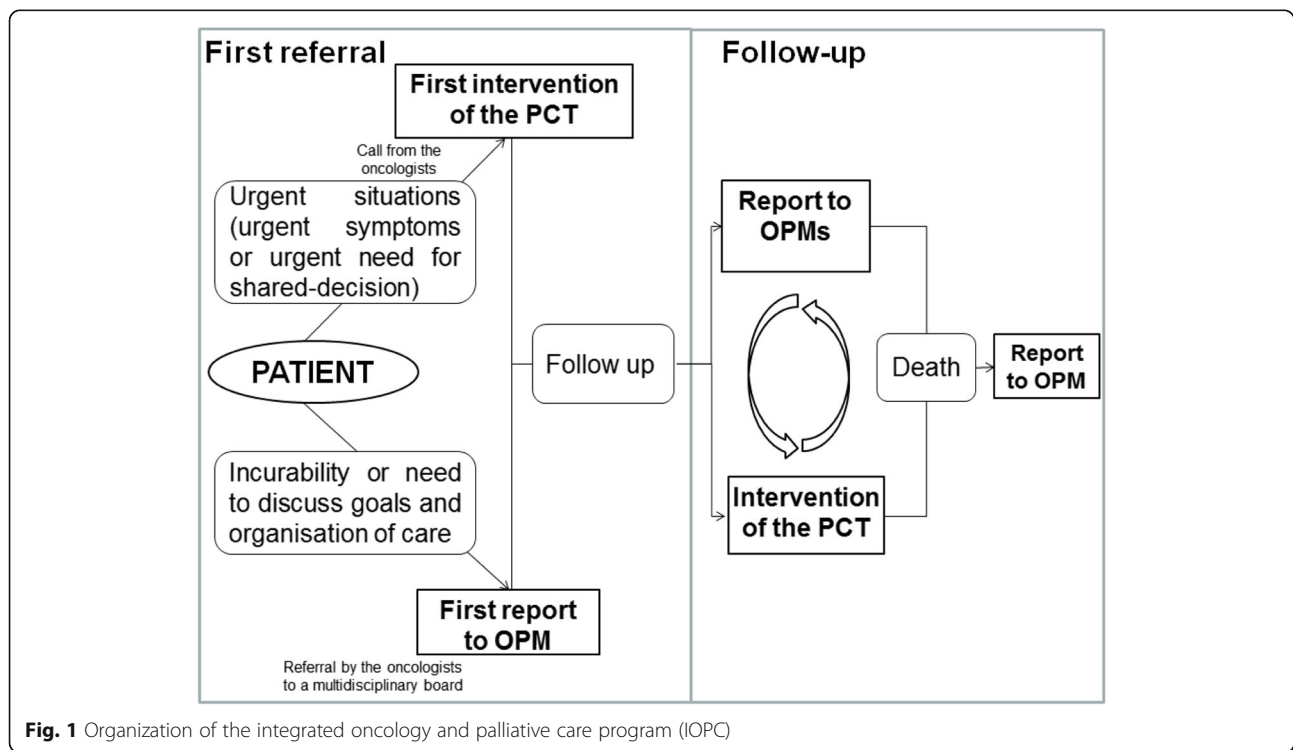 First referral
First intervention
of the PCT
Call from the
oncologists
Urgent situations
(urgent symptoms
or urgent need for
shared-decision)
PATIENT
Incurability or need
to discuss goals and
organisation of care
First report
to OPM
Referral by the oncologists
to a multidisciplinary board
Follow up
Follow-up
Report to
OPMs
Intervention
of the PCT
Death
Report
to OPM
Fig. 1 Organization of the integrated oncology and palliative care program (IOPC)